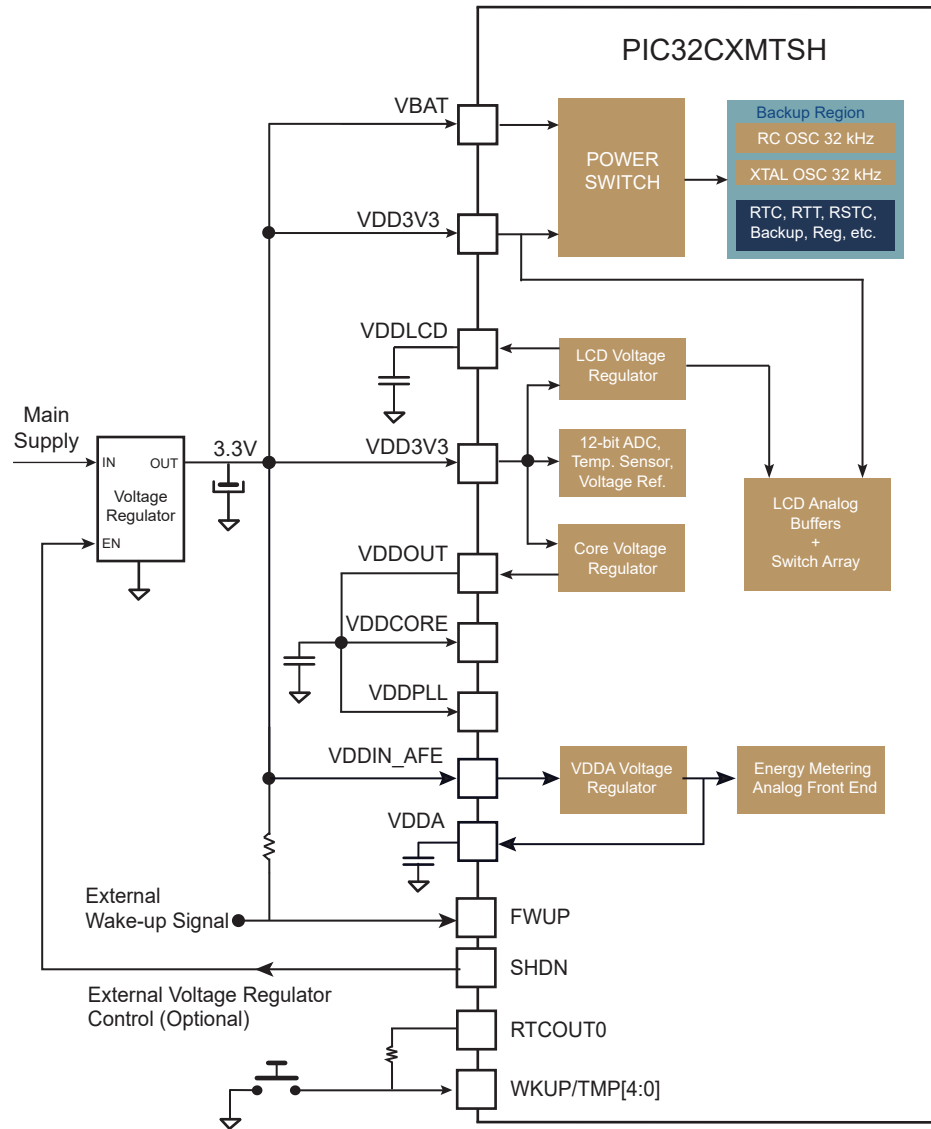 PIC32CXMTSH
VBAT
POWER
SWITCH
Backup Region
RC OSC 32 kHz
XTAL OSC 32 kHz
RTC, RTT, RSTC,
Backup, Reg, etc.
VDD3V3
VDDLCD
LCD Voltage
Regulator
Main
Supply
IN
OUT
Voltage
Regulator
EN
3.3V
VDD3V3
12-bit ADC,
Temp. Sensor,
Voltage Ref.
LCD Analog
Buffers
+
Switch Array
VDDOUT
Core Voltage
Regulator
VDDCORE
VDDPLL
VDDIN_AFE
VDDA Voltage
Regulator
Energy Metering
Analog Front End
VDDA
External
Wake-up Signal
FWUP
SHDN
External Voltage Regulator
Control (Optional)
RTCOUT0
WKUP/TMP[4:0]